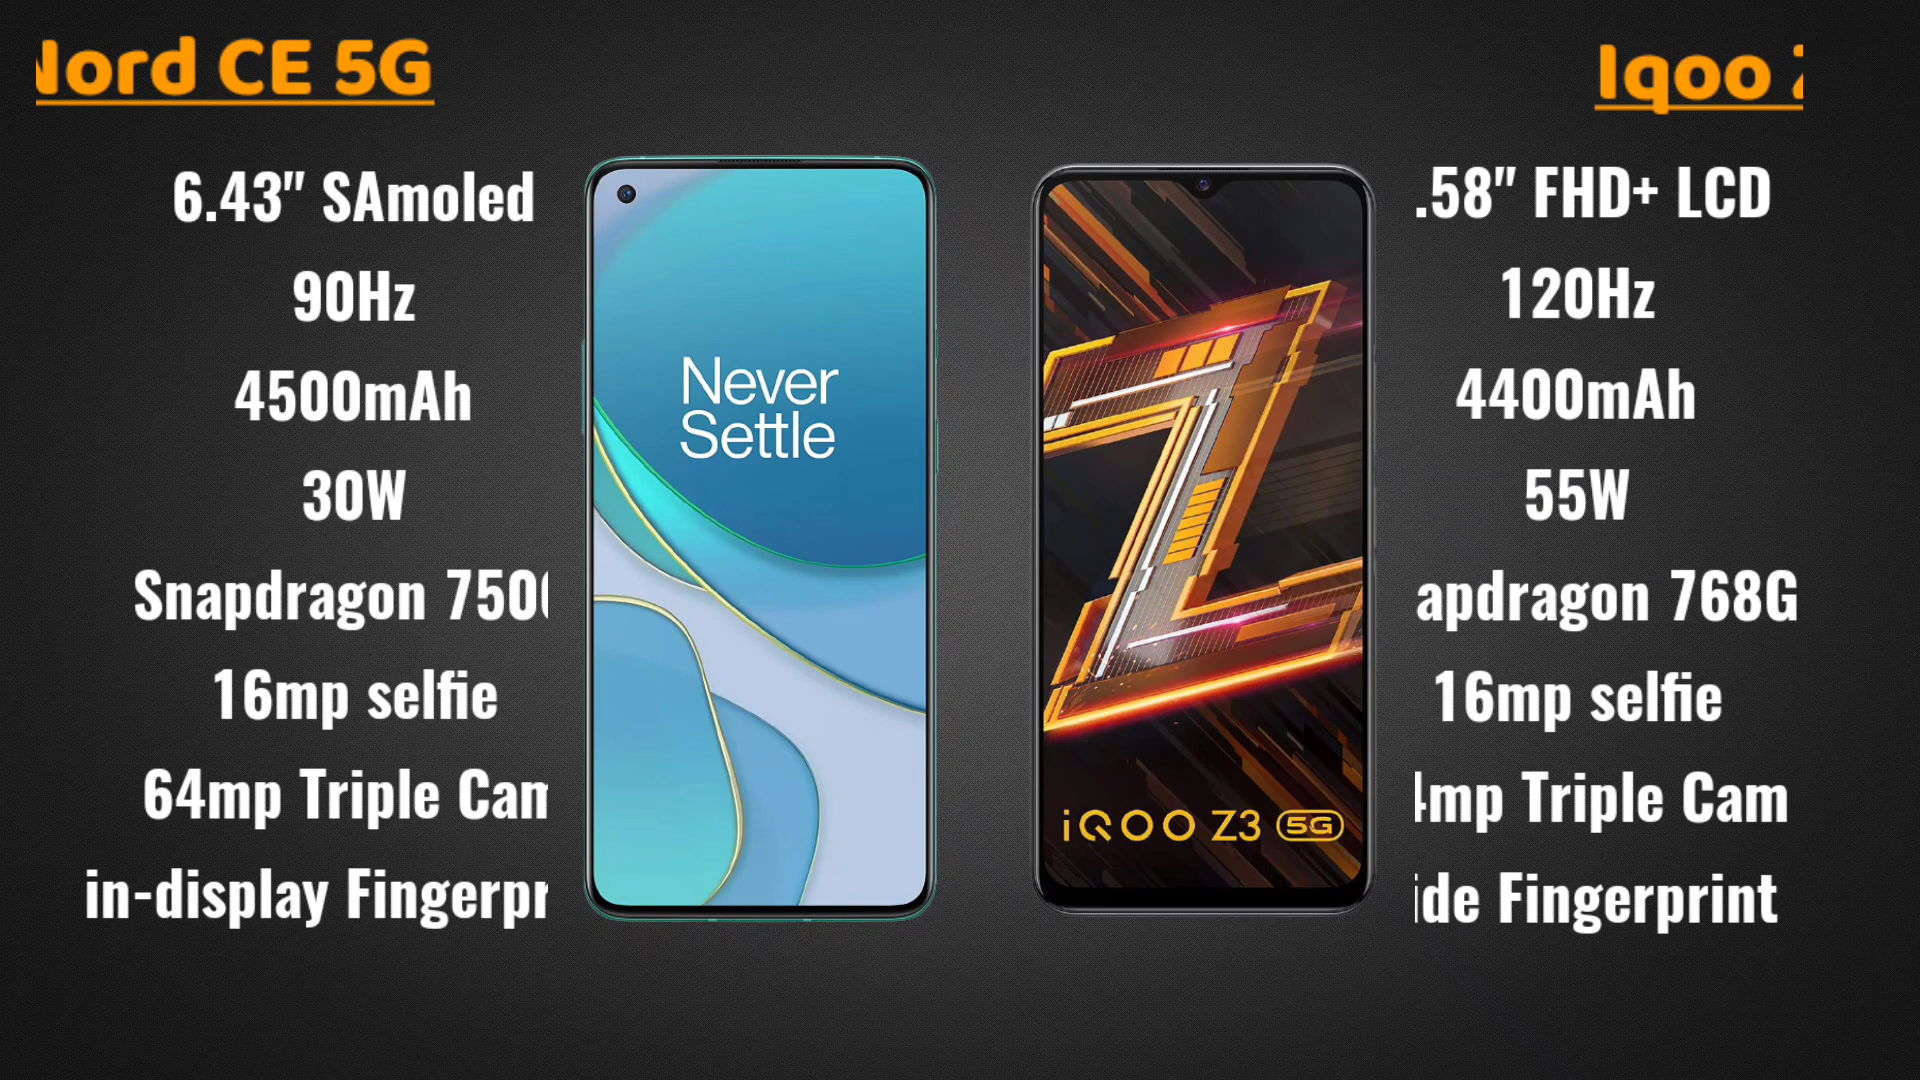 Nord CE 5G
6.43" SAmoled
90Hz
4500mAh
30W
Snapdragon 750
16mp selfie
64mp Triple Cam
in-display Fingerpr
Never
Settle
iQOO Z3 5G
Iqoo
.58" FHD+ LCD
120Hz
4400mAh
55W
apdragon 768G
16mp selfie
4mp Triple Cam
ide Fingerprint